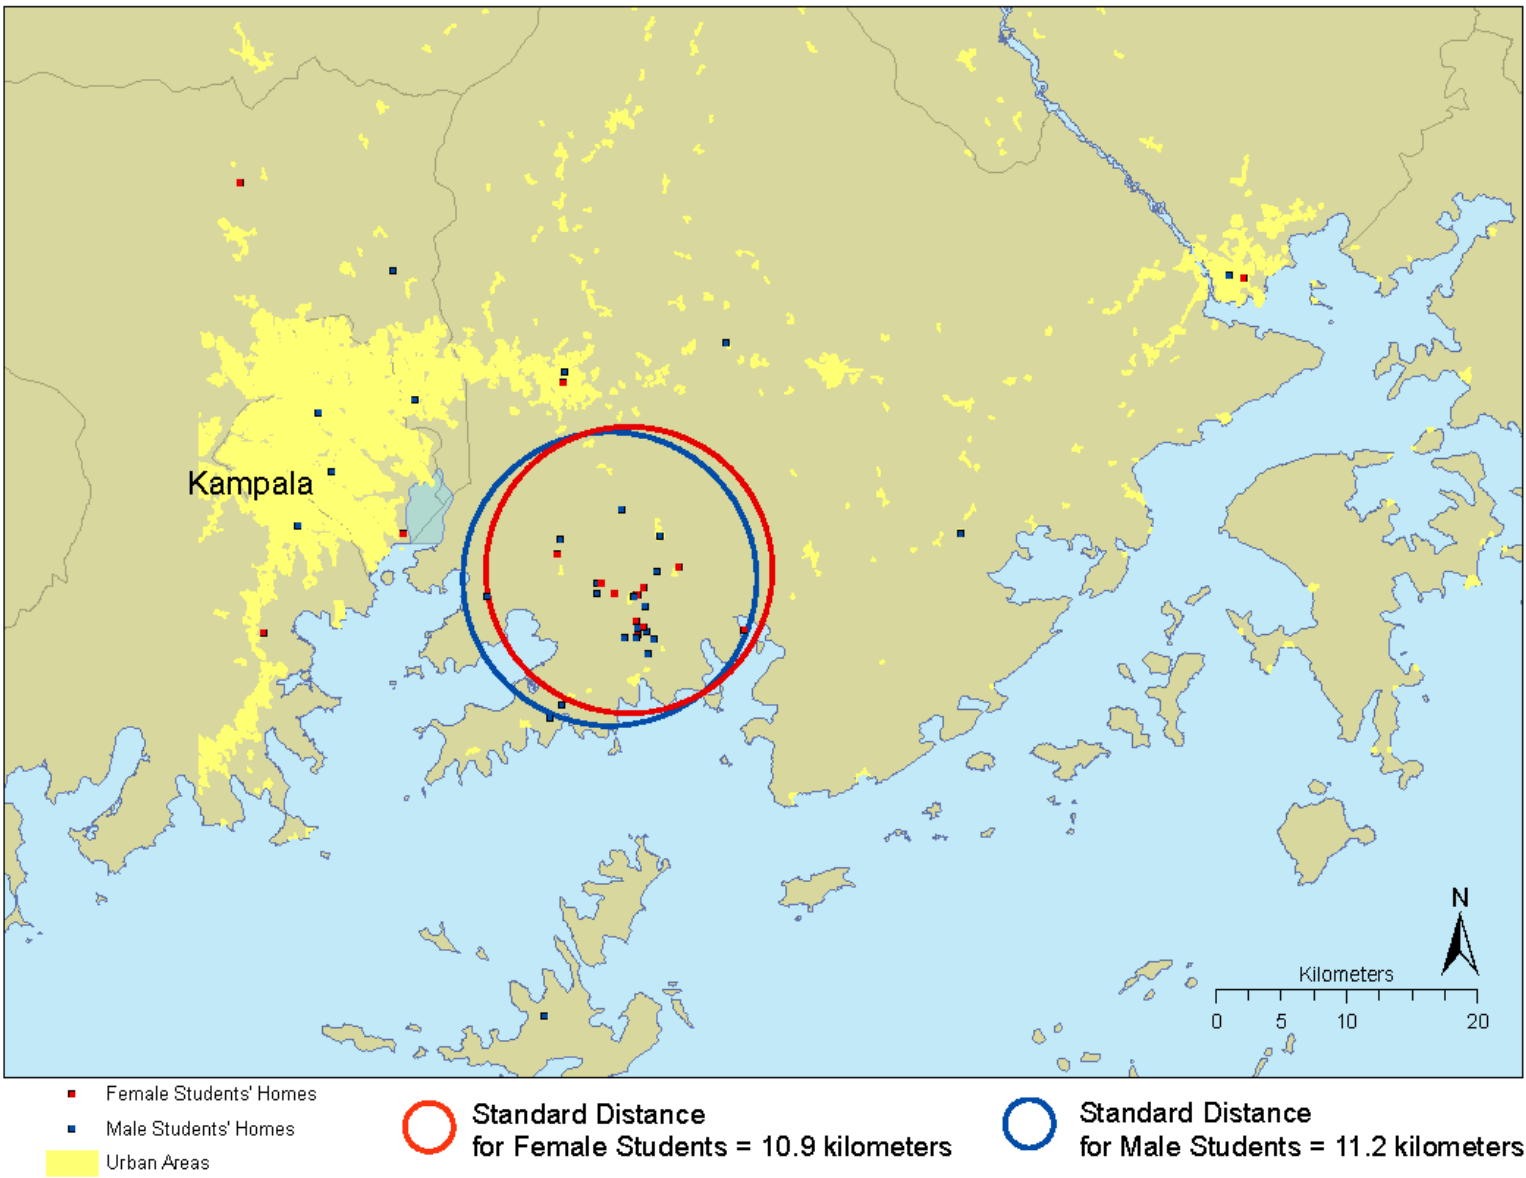 Kampala
N
Kilometers
0 5 10 20
Female Students' Homes
Male Students' Homes
Urban Areas
Standard Distance
for Female Students = 10.9 kilometers
Standard Distance
for Male Students = 11.2 kilometers